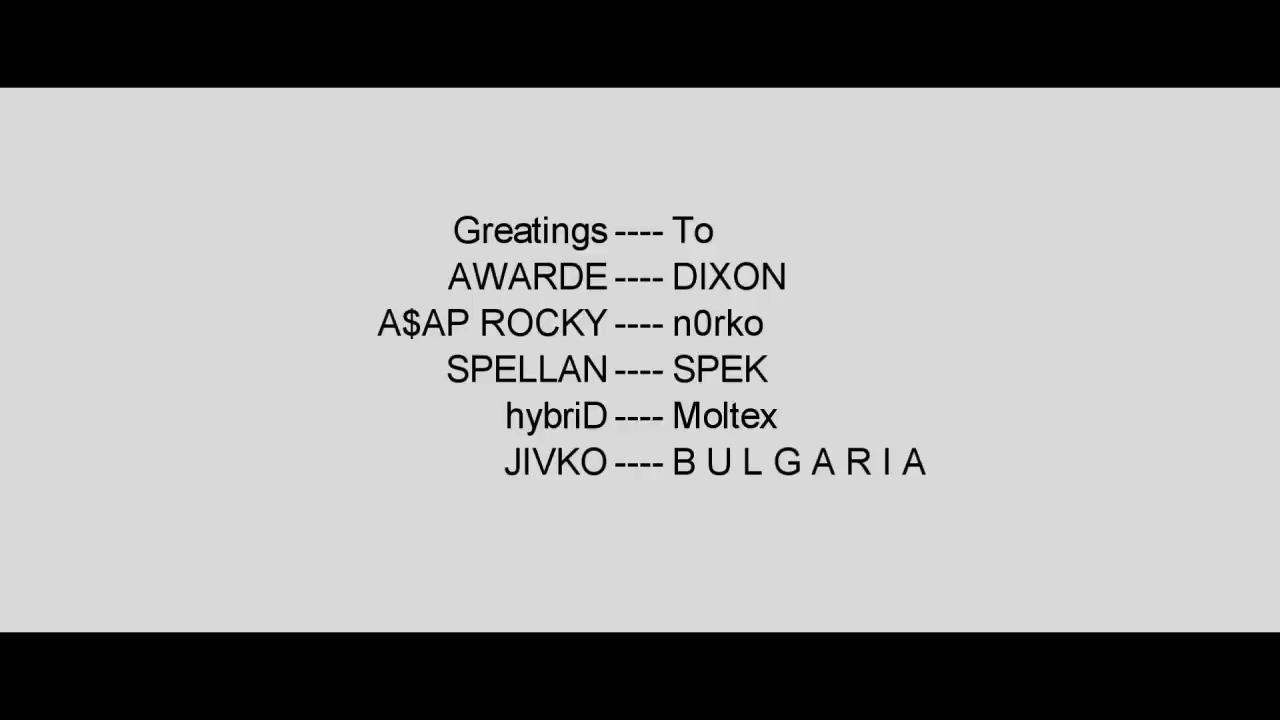 Greatings ---- To
AWARDE ---- DIXON
A$AP ROCKY ---- n0rko
SPELLAN ---- SPEK
hybriD ---- Moltex
JIVKO ---- B U L G A R I A